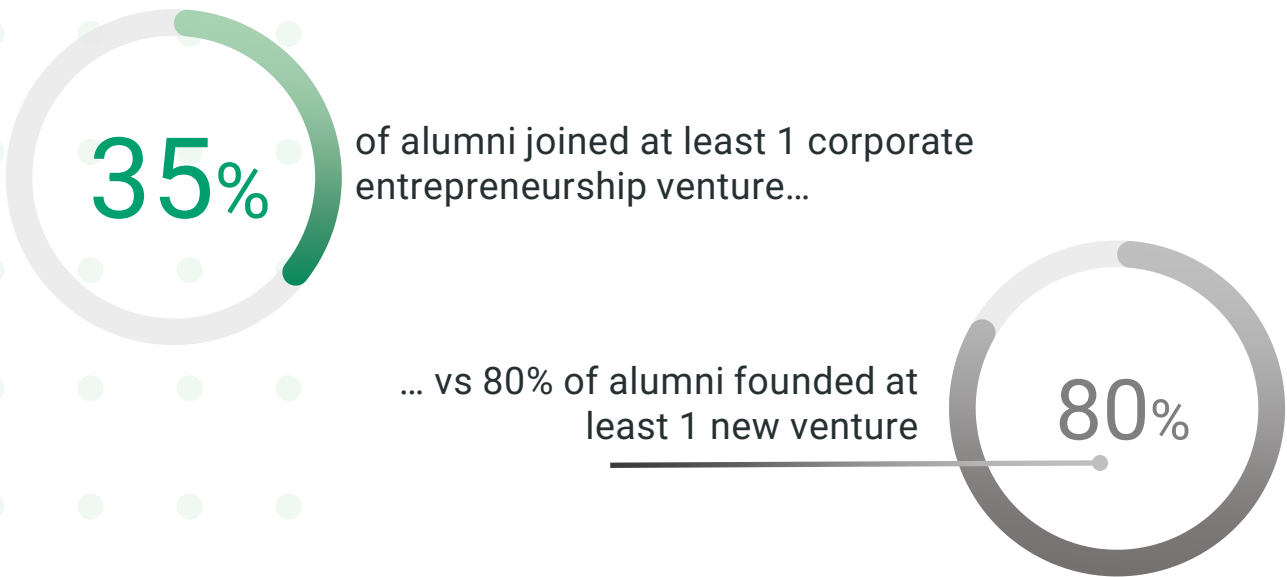 35%
of alumni joined at least 1 corporate
entrepreneurship venture…
… vs 80% of alumni founded at
least 1 new venture
80%